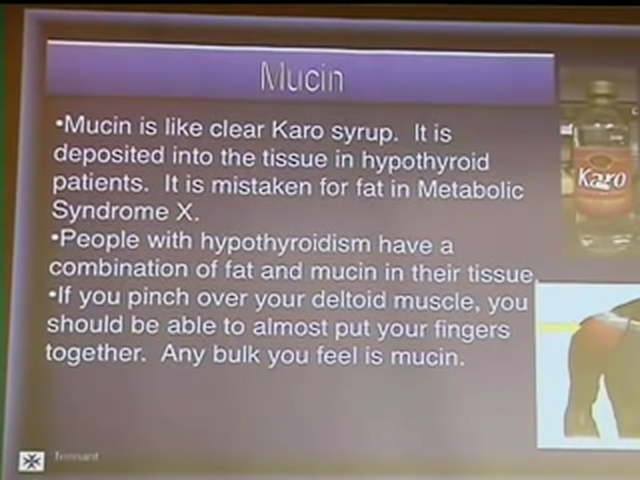 Mucin
•Mucin is like clear Karo syrup. It is
deposited into the tissue in hypothyroid
patients. It is mistaken for fat in Metabolic
Syndrome X.
•People with hypothyroidism have a
combination of fat and mucin in their tissue.
•If you pinch over your deltoid muscle, you
should be able to almost put your fingers
together. Any bulk you feel is mucin.
Karo
Tennant